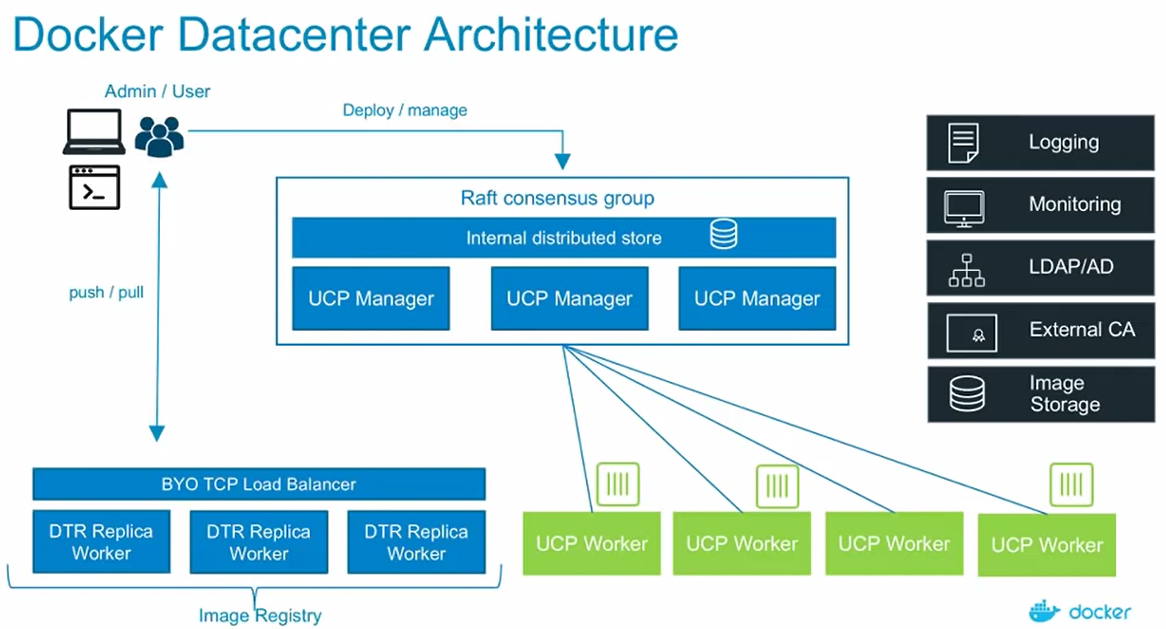 Docker Datacenter Architecture
Admin / User
Deploy / manage
>_
push / pull
Raft consensus group
Internal distributed store
UCP Manager
UCP Manager
UCP Manager
Logging
Monitoring
LDAP/AD
External CA
Image
Storage
BYO TCP Load Balancer
DTR Replica
Worker
DTR Replica
Worker
DTR Replica
Worker
Image Registry
UCP Worker
UCP Worker
UCP Worker
UCP Worker
docker